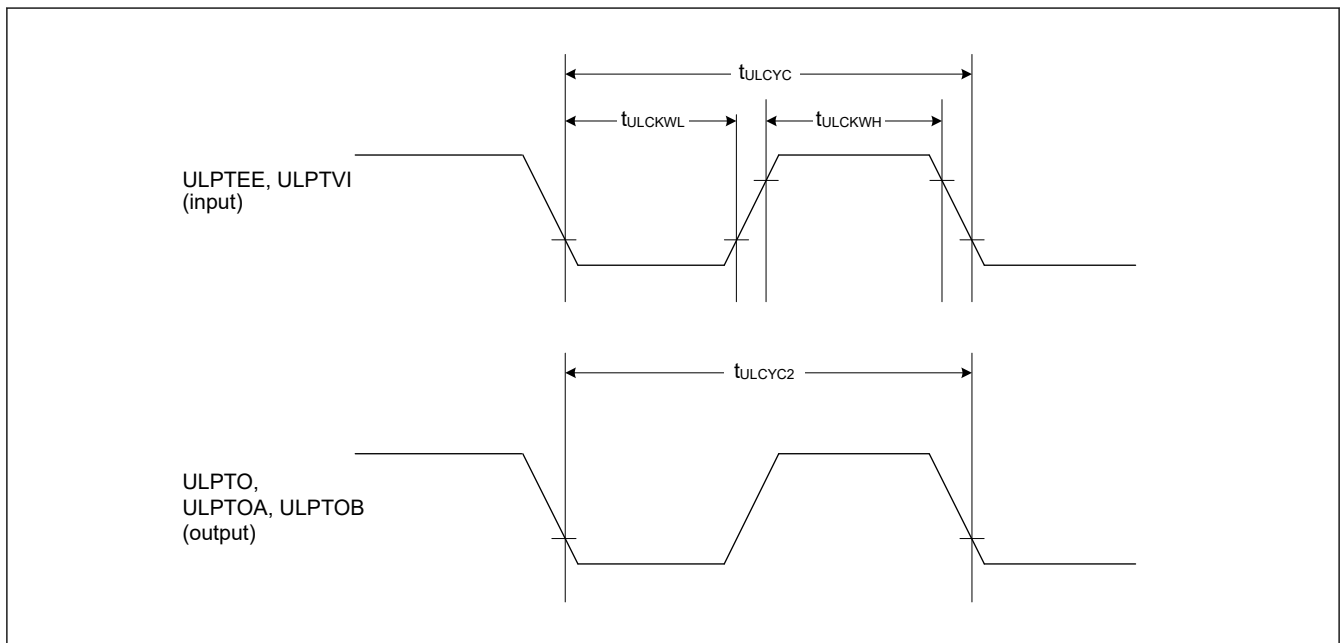 tULCYC
tULCKWL
tULCKWH
ULPTEE, ULPTVI
(input)
tULCYC2
ULPTO,
ULPTOA, ULPTOB
(output)